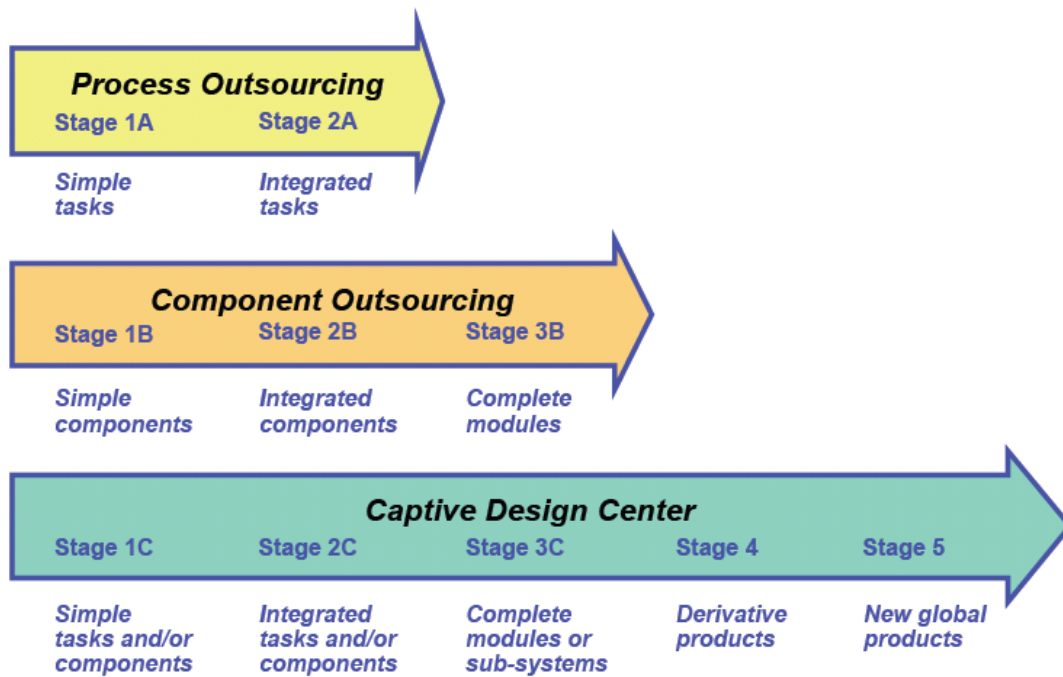 Process Outsourcing
Stage 1A Stage 2A
Simple Integrated
tasks tasks
Component Outsourcing
Stage 1B Stage 2B Stage 3B
Simple Integrated Complete
components components modules
Captive Design Center
Stage 1C Stage 2C Stage 3C Stage 4 Stage 5
Simple Integrated Complete Derivative New global
tasks and/or tasks and/or modules or products products
components components sub-systems